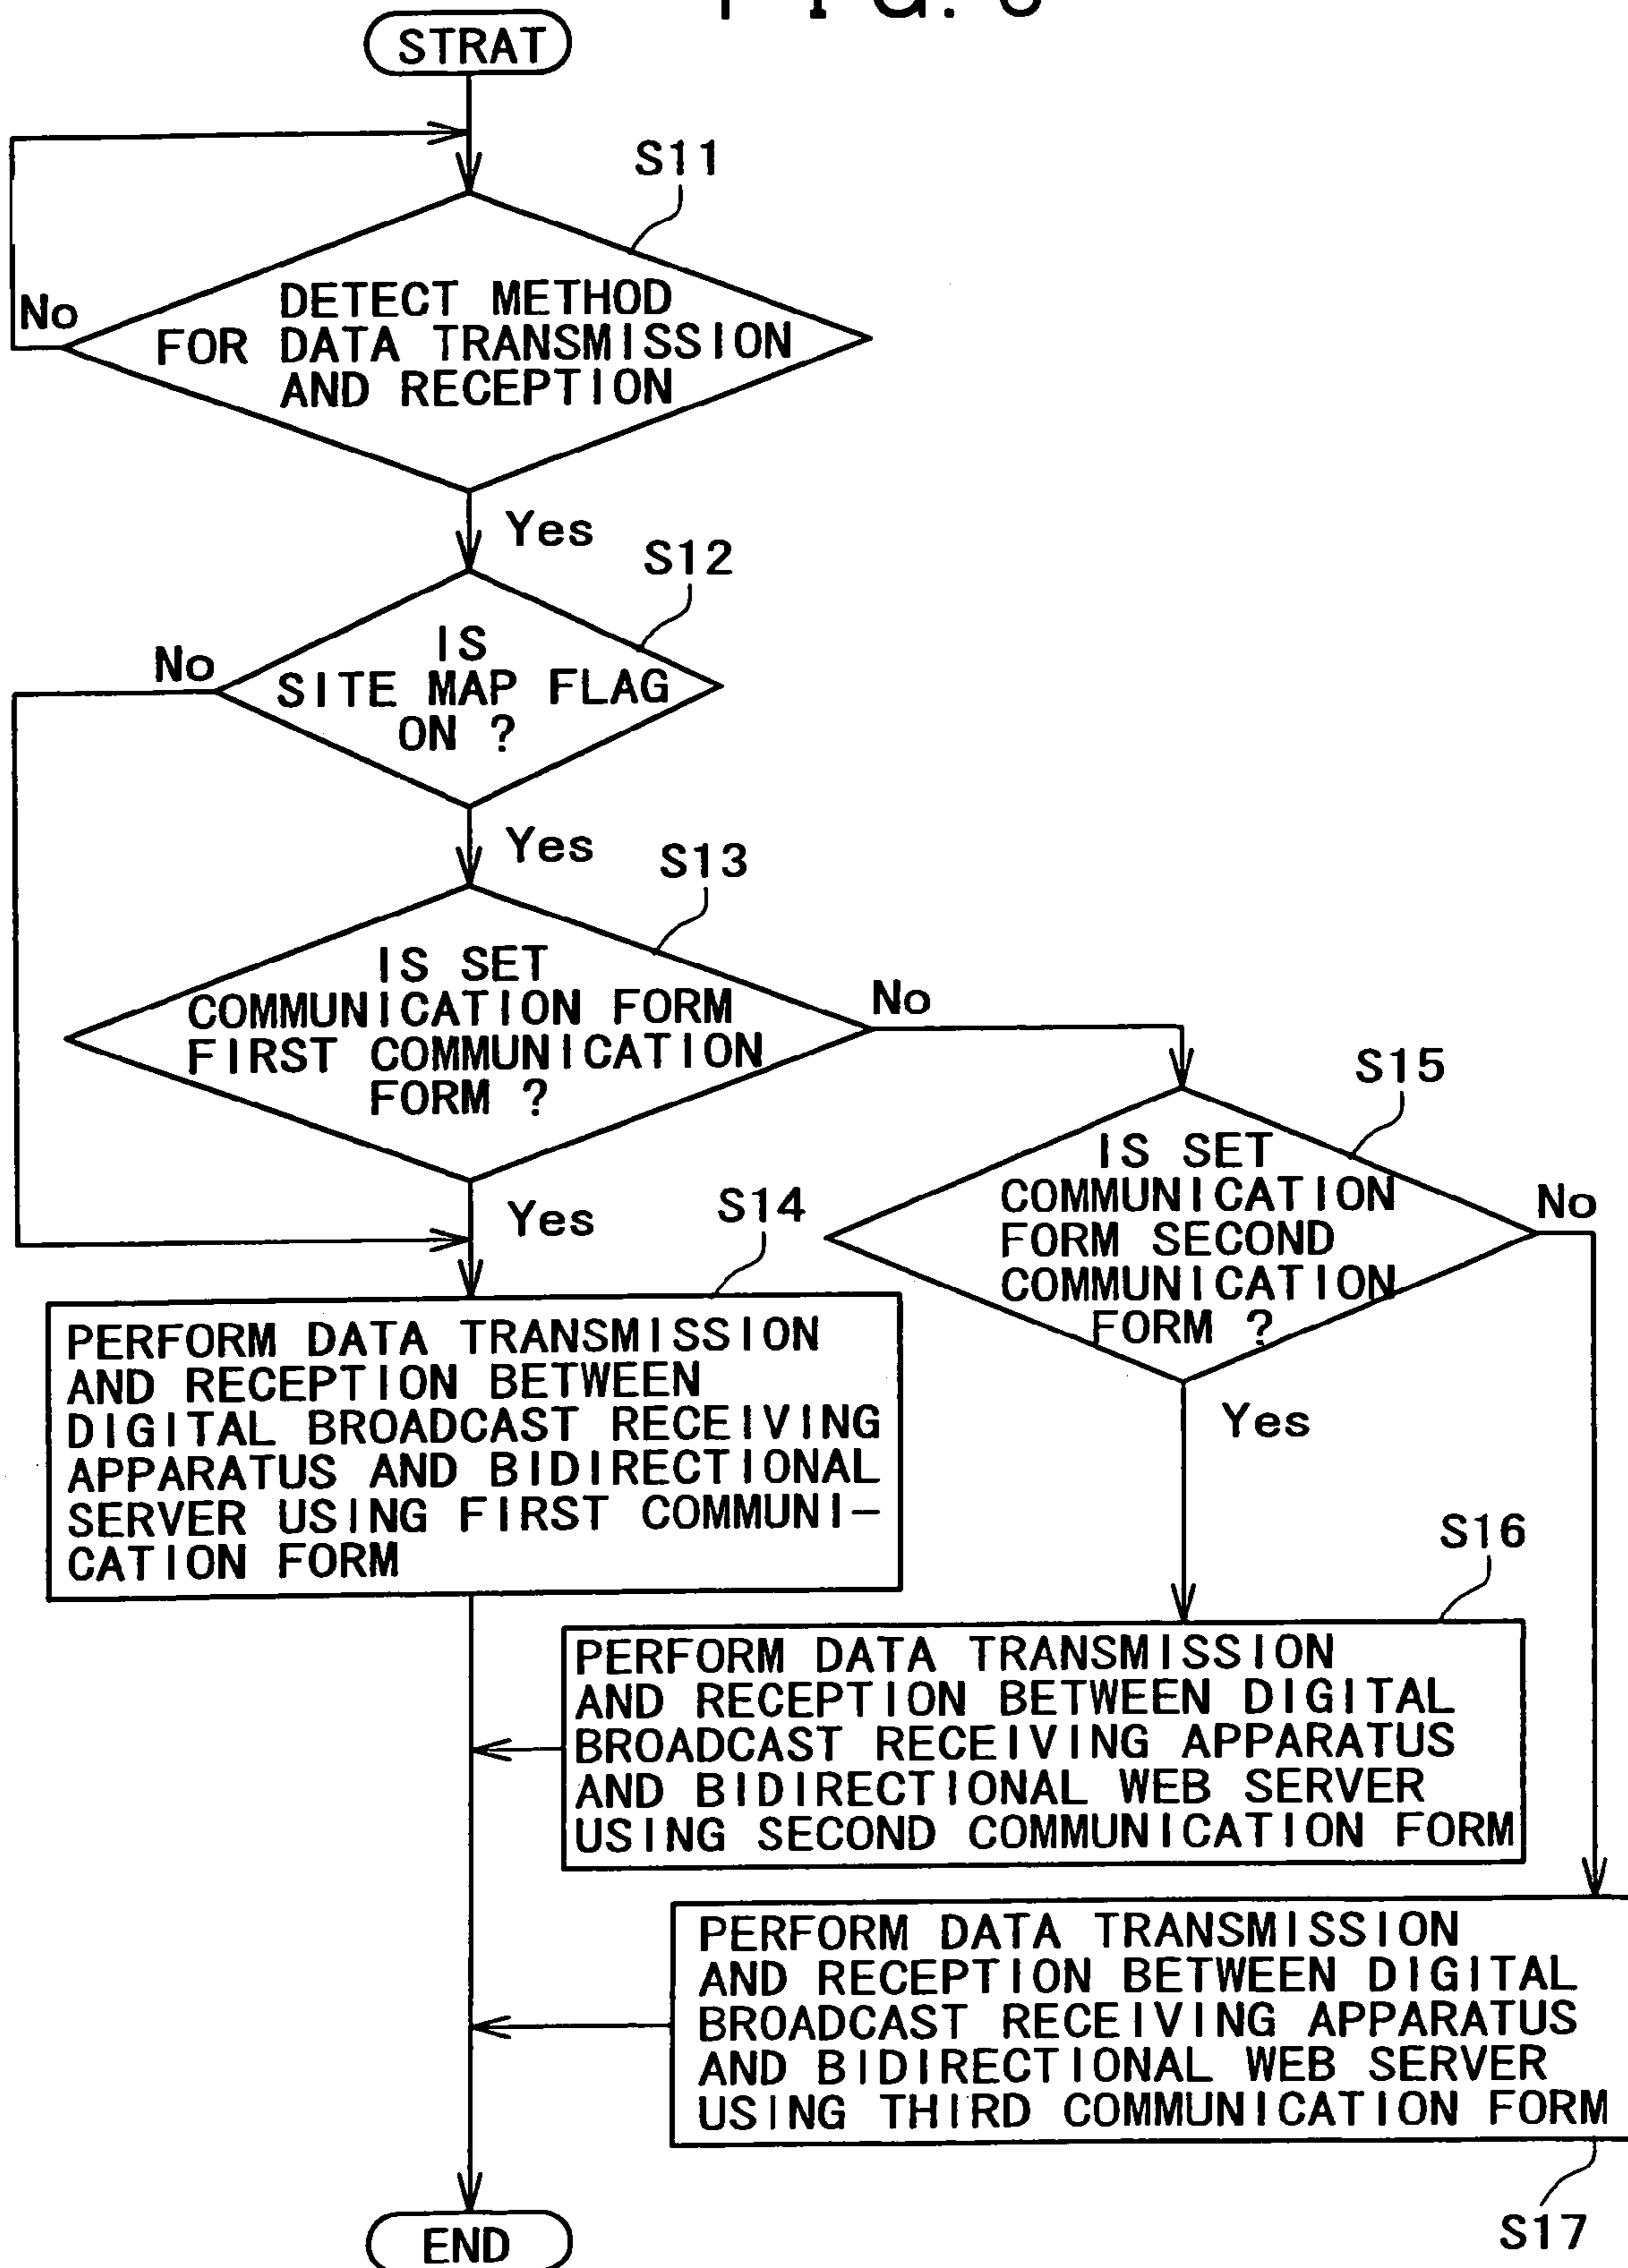 FIG.
STRAT
S11
DETECT METHOD
FOR DATA TRANSMISSION
AND RECEPTION
No
Yes
S12
IS
SITE MAP FLAG
ON ?
No
Yes
S13
IS SET
COMMUNICATION FORM
FIRST COMMUNICATION
FORM ?
No
Yes
S14
PERFORM DATA TRANSMISSION
AND RECEPTION BETWEEN
DIGITAL BROADCAST RECEIVING
APPARATUS AND BIDIRECTIONAL
SERVER USING FIRST COMMUNI-
CATION FORM
S15
IS SET
COMMUNICATION
FORM SECOND
COMMUNICATION
FORM ?
No
Yes
S16
PERFORM DATA TRANSMISSION
AND RECEPTION BETWEEN DIGITAL
BROADCAST RECEIVING APPARATUS
AND BIDIRECTIONAL WEB SERVER
USING SECOND COMMUNICATION FORM
PERFORM DATA TRANSMISSION
AND RECEPTION BETWEEN DIGITAL
BROADCAST RECEIVING APPARATUS
AND BIDIRECTIONAL WEB SERVER
USING THIRD COMMUNICATION FORM
S17
END